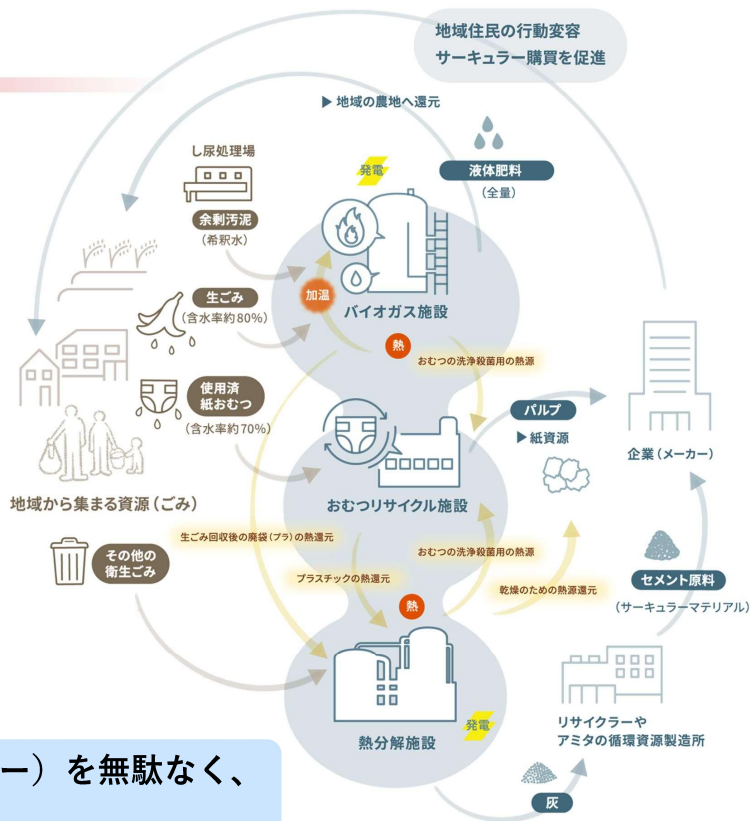 地域住民の行動変容
サーキュラー購買を促進
▶ 地域の農地へ還元
し尿処理場
発電
液体肥料
（全量）
余剰汚泥
（希釈水）
生ごみ
（含水率約80%）
加温
バイオガス施設
熱
おむつの洗浄殺菌用の熱源
使用済
紙おむつ
（含水率約70%）
パルプ
▶ 紙資源
企業（メーカー）
地域から集まる資源（ごみ）
おむつリサイクル施設
生ごみ回収後の廃袋（プラ）の熱還元
おむつの洗浄殺菌用の熱源
その他の
衛生ごみ
プラスチックの熱還元
乾燥のための熱源還元
セメント原料
（サーキュラーマテリアル）
熱
発電
熱分解施設
リサイクラーや
アミタの循環資源製造所
灰
ー）を無駄なく、